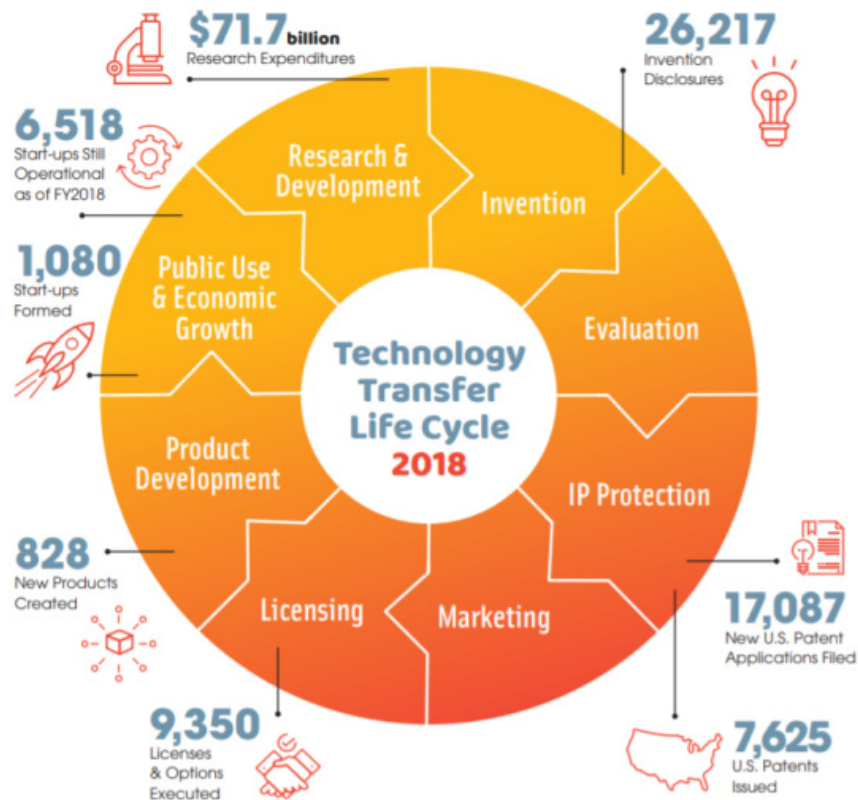 $71.7 billion
Research Expenditures
26,217
Invention
Disclosures
6,518
Start-ups Still
Operational
as of FY2018
1,080
Start-ups
Formed
Research &
Development
Invention
Public Use
& Economic
Growth
Evaluation
Technology
Transfer
Life Cycle
2018
Product
Development
IP Protection
Licensing
Marketing
828
New Products
Created
17,087
New U.S. Patent
Applications Filed
9,350
Licenses
& Options
Executed
7,625
U.S. Patents
Issued